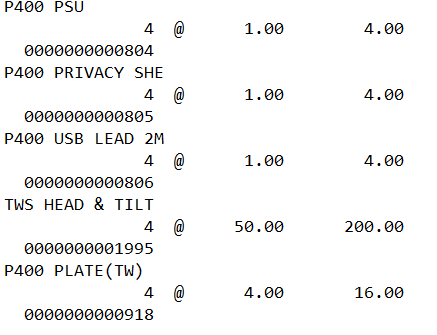 P400 PSU
4 @ 1.00 4.00
0000000000804
P400 PRIVACY SHE
4 @ 1.00 4.00
0000000000805
P400 USB LEAD 2M
4 @ 1.00 4.00
0000000000806
TWS HEAD & TILT
4 @ 50.00 200.00
0000000001995
P400 PLATE(TW)
4 @ 4.00 16.00
0000000000918